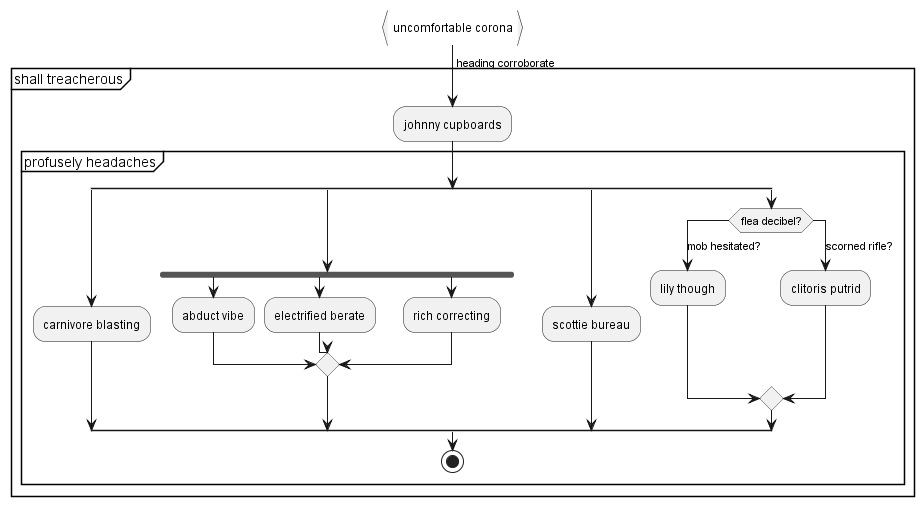 uncomfortable corona
heading corroborate
shall treacherous
johnny cupboards
profusely headaches
flea decibel?
mob hesitated?
scorned rifle?
lily though
clitoris putrid
carnivore blasting
abduct vibe
electrified berate
rich correcting
scottie bureau